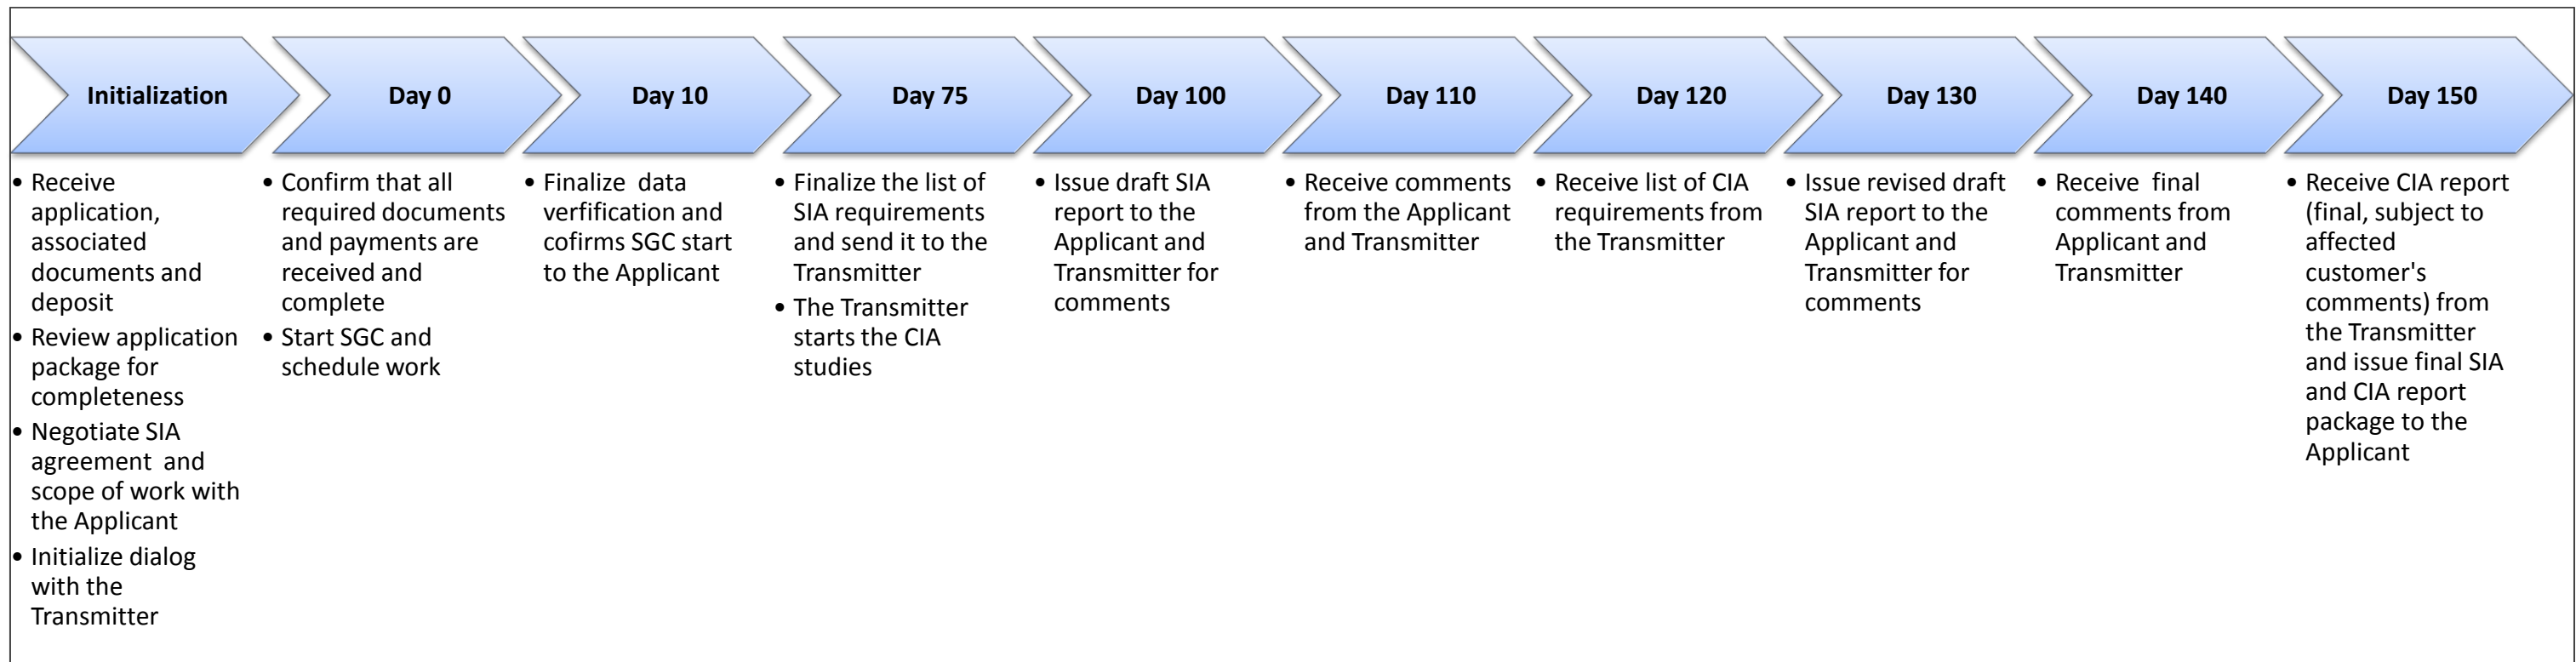 Initialization
• Receive
application,
associated
documents and
deposit
• Review application
package for
completeness
• Negotiate SIA
agreement and
scope of work with
the Applicant
• Initialize dialog
with the
Transmitter
Day 0
• Confirm that all
required documents
and payments are
received and
complete
• Start SGC and
schedule work
Day 10
• Finalize data
verfification and
cofirms SGC start
to the Applicant
Day 75
• Finalize the list of
SIA requirements
and send it to the
Transmitter
• The Transmitter
starts the CIA
studies
Day 100
• Issue draft SIA
report to the
Applicant and
Transmitter for
comments
Day 110
• Receive comments
from the Applicant
and Transmitter
Day 120
• Receive list of CIA
requirements from
the Transmitter
Day 130
• Issue revised draft
SIA report to the
Applicant and
Transmitter for
comments
Day 140
• Receive final
comments from
Applicant and
Transmitter
Day 150
• Receive CIA report
(final, subject to
affected
customer's
comments) from
the Transmitter
and issue final SIA
and CIA report
package to the
Applicant